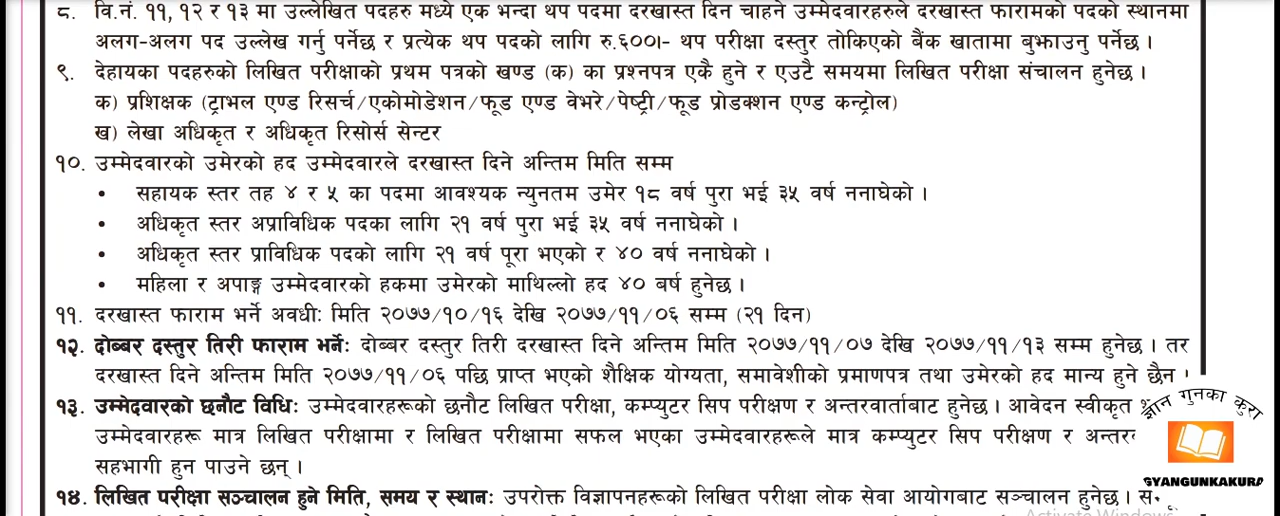 ८. वि.नं. ११, १२ र १३ मा उल्लेखित पदहरु मध्ये एक भन्दा थप पदमा दरखास्त दिन चाहने उम्मेदवारहरुले दरखास्त फारामको पदको स्थानमा
अलग-अलग पद उल्लेख गर्नु पर्नेछ र प्रत्येक थप पदको लागि रु.६००।- थप परीक्षा दस्तुर तोकिएको बैंक खातामा बुझाउनु पर्नेछ ।
९. देहायका पदहरुको लिखित परीक्षाको प्रथम पत्रको खण्ड (क) का प्रश्नपत्र एकै हुने र एउटै समयमा लिखित परीक्षा संचालन हुनेछ ।
क) प्रशिक्षक (ट्राभल एण्ड रिसर्च/एकोमोडेशन/फूड एण्ड वेभरे/पेष्ट्री/फूड प्रोडक्शन एण्ड कन्ट्रोल)
ख) लेखा अधिकृत र अधिकृत रिसोर्स सेन्टर
१०. उम्मेदवारको उमेरको हद उम्मेदवारले दरखास्त दिने अन्तिम मिति सम्म
• सहायक स्तर तह ४ र ५ का पदमा आवश्यक न्युनतम उमेर १८ वर्ष पुरा भई ३५ वर्ष ननाघेको ।
• अधिकृत स्तर अप्राविधिक पदका लागि २१ वर्ष पुरा भई ३५ वर्ष ननाघेको ।
• अधिकृत स्तर प्राविधिक पदको लागि २१ वर्ष पूरा भएको र ४० वर्ष ननाघेको ।
• महिला र अपाङ्ग उम्मेदवारको हकमा उमेरको माथिल्लो हद ४० बर्ष हुनेछ ।
११. दरखास्त फाराम भर्ने अवधीः मिति २०७७/१०/१६ देखि २०७७/११/०६ सम्म (२१ दिन)
१२. दोब्बर दस्तुर तिरी फाराम भर्नेः दोब्बर दस्तुर तिरी दरखास्त दिने अन्तिम मिति २०७७/११/०७ देखि २०७७/११/१३ सम्म हुनेछ । तर
दरखास्त दिने अन्तिम मिति २०७७/११/०६ पछि प्राप्त भएको शैक्षिक योग्यता, समावेशीको प्रमाणपत्र तथा उमेरको हद मान्य हुने छैन ।
१३. उम्मेदवारको छनौट विधिः उम्मेदवारहरूको छनौट लिखित परीक्षा, कम्प्युटर सिप परीक्षण र अन्तरवार्ताबाट हुनेछ । आवेदन स्वीकृत
उम्मेदवारहरू मात्र लिखित परीक्षामा र लिखित परीक्षामा सफल भएका उम्मेदवारहरूले मात्र कम्प्युटर सिप परीक्षण र
सहभागी हुन पाउने छन् ।
१४. लिखित परीक्षा सञ्चालन हुने मिति, समय र स्थानः उपरोक्त विज्ञापनहरूको लिखित परीक्षा लोक सेवा आयोगबाट सञ्चालन हुनेछ ।
ज्ञान गुनका कुरा
GYANGUNKAKURA
Activate Windows